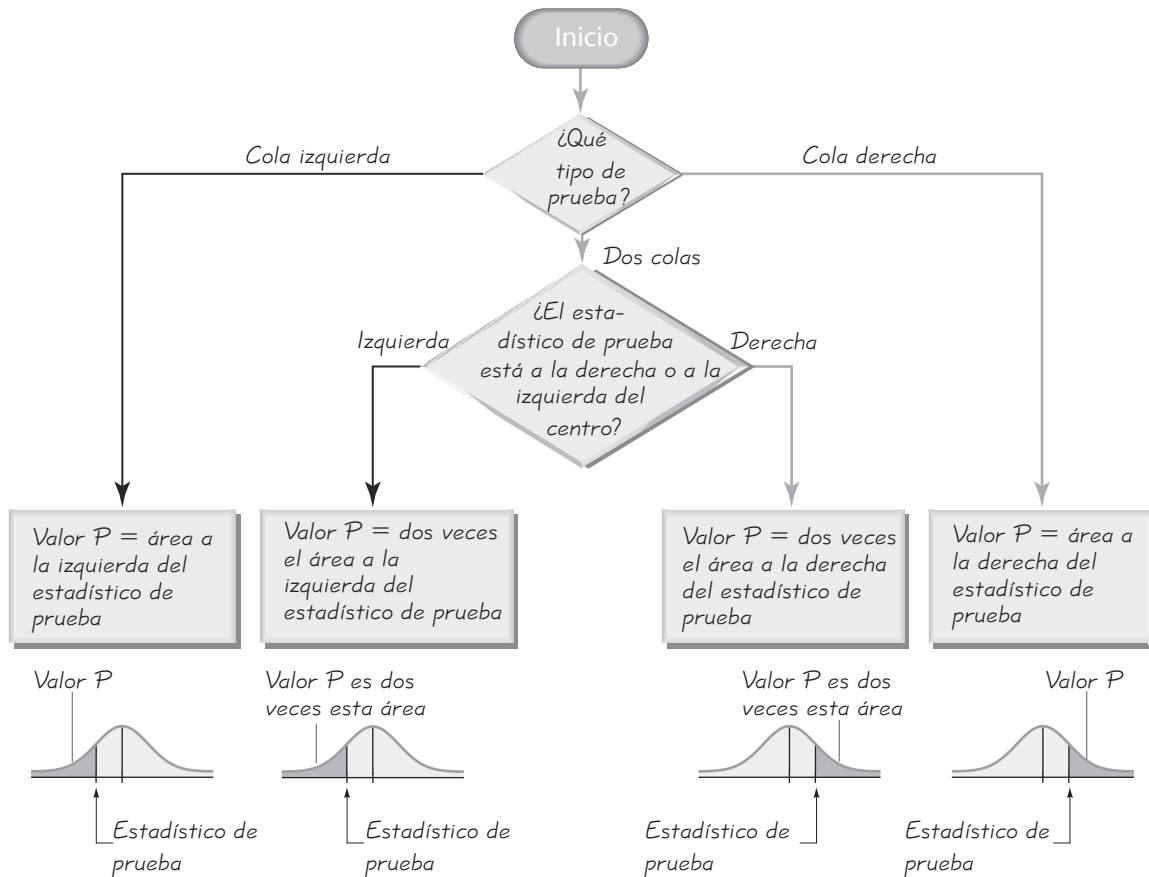 Inicio
¿Qué
tipo de
prueba?
Cola izquierda
Cola derecha
Dos colas
¿El esta-
dístico de prueba
está a la derecha o a la
izquierda del
centro?
Izquierda
Derecha
Valor P = área a
la izquierda del
estadístico de
prueba
Valor P = dos veces
el área a la
izquierda del
estadístico de prueba
Valor P = dos veces
el área a la derecha
del estadístico de
prueba
Valor P = área a
la derecha del
estadístico de
prueba
Valor P
Valor P es dos
veces esta área
Valor P es dos
veces esta área
Valor P
Estadístico de
prueba
Estadístico de
prueba
Estadístico de
prueba
Estadístico de
prueba